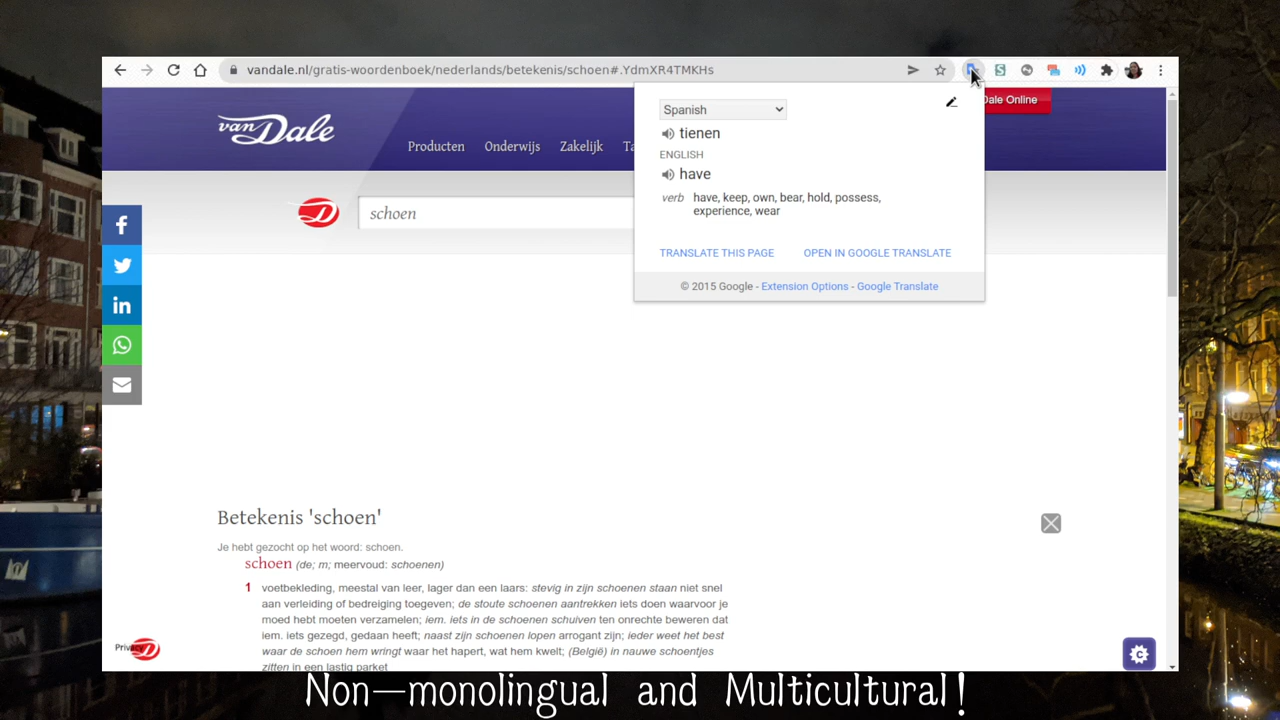 vandale.nl/gratis-woordenboek/nederlands/betekenis/schoen#.YdmXR4TMKHs
van Dale
Producten Onderwijs Zakelijk Ta
Dale Online
schoen
Spanish
tienen
ENGLISH
have
verb have, keep, own, bear, hold, possess,
experience, wear
TRANSLATE THIS PAGE OPEN IN GOOGLE TRANSLATE
© 2015 Google - Extension Options - Google Translate
Betekenis 'schoen'
Je hebt gezocht op het woord: schoen.
schoen (de; m; meervoud: schoenen)
1 voetbekleding, meestal van leer, lager dan een laars: stevig in zijn schoenen staan niet snel
aan verleiding of bedreiging toegeven; de stoute schoenen aantrekken iets doen waarvoor je
moed hebt moeten verzamelen; iem. iets in de schoenen schuiven ten onrechte beweren dat
iem. iets gezegd, gedaan heeft; naast zijn schoenen lopen arrogant zijn; ieder weet het best
waar de schoen hem wringt waar het hapert, wat hem kwelt; (België) in nauwe schoentjes
zitten in een lastig parket
Privacy
Non-monolingual and Multicultural!